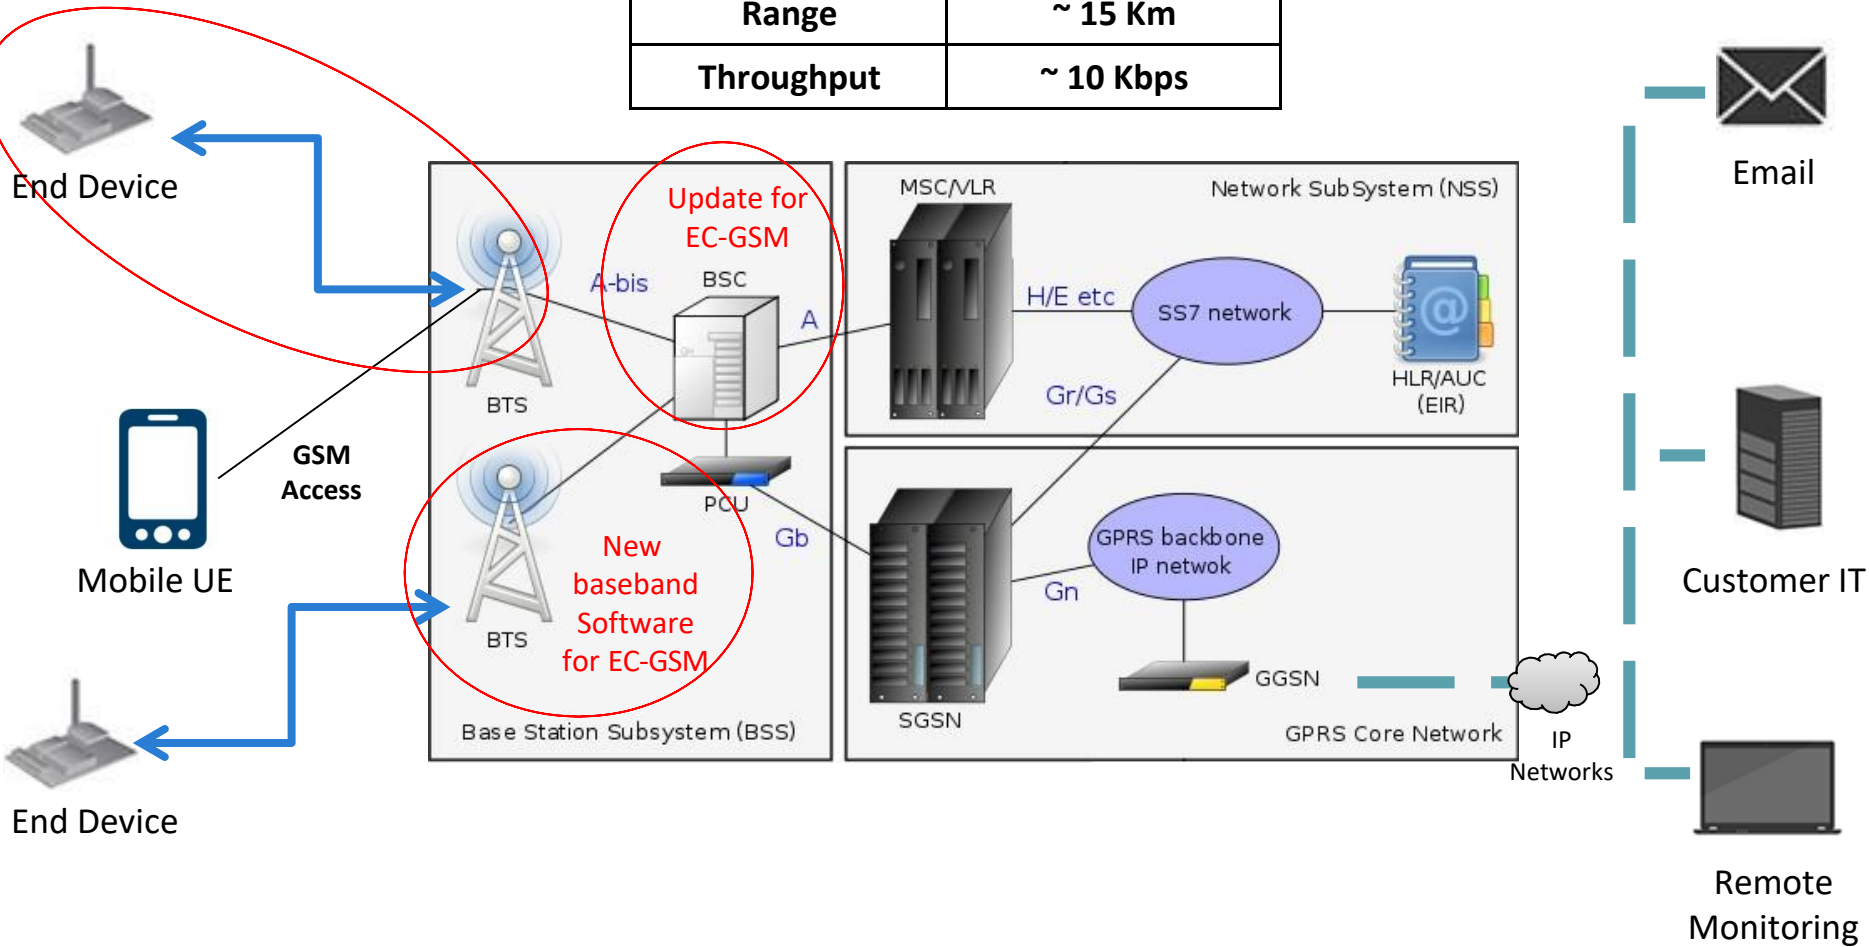 Range
~ 15 Km
Throughput
~ 10 Kbps
End Device
Email
Update for
EC-GSM
MSC/VLR
Network SubSystem (NSS)
A-bis
BSC
A
H/E etc
SS7 network
@
HLR/AUC
(EIR)
BTS
Gr/Gs
GSM
Access
PCU
Gb
GPRS backbone
IP netwok
Gn
New
baseband
Software
for EC-GSM
Mobile UE
Customer IT
BTS
GGSN
SGSN
Base Station Subsystem (BSS)
GPRS Core Network
IP
Networks
End Device
Remote
Monitoring